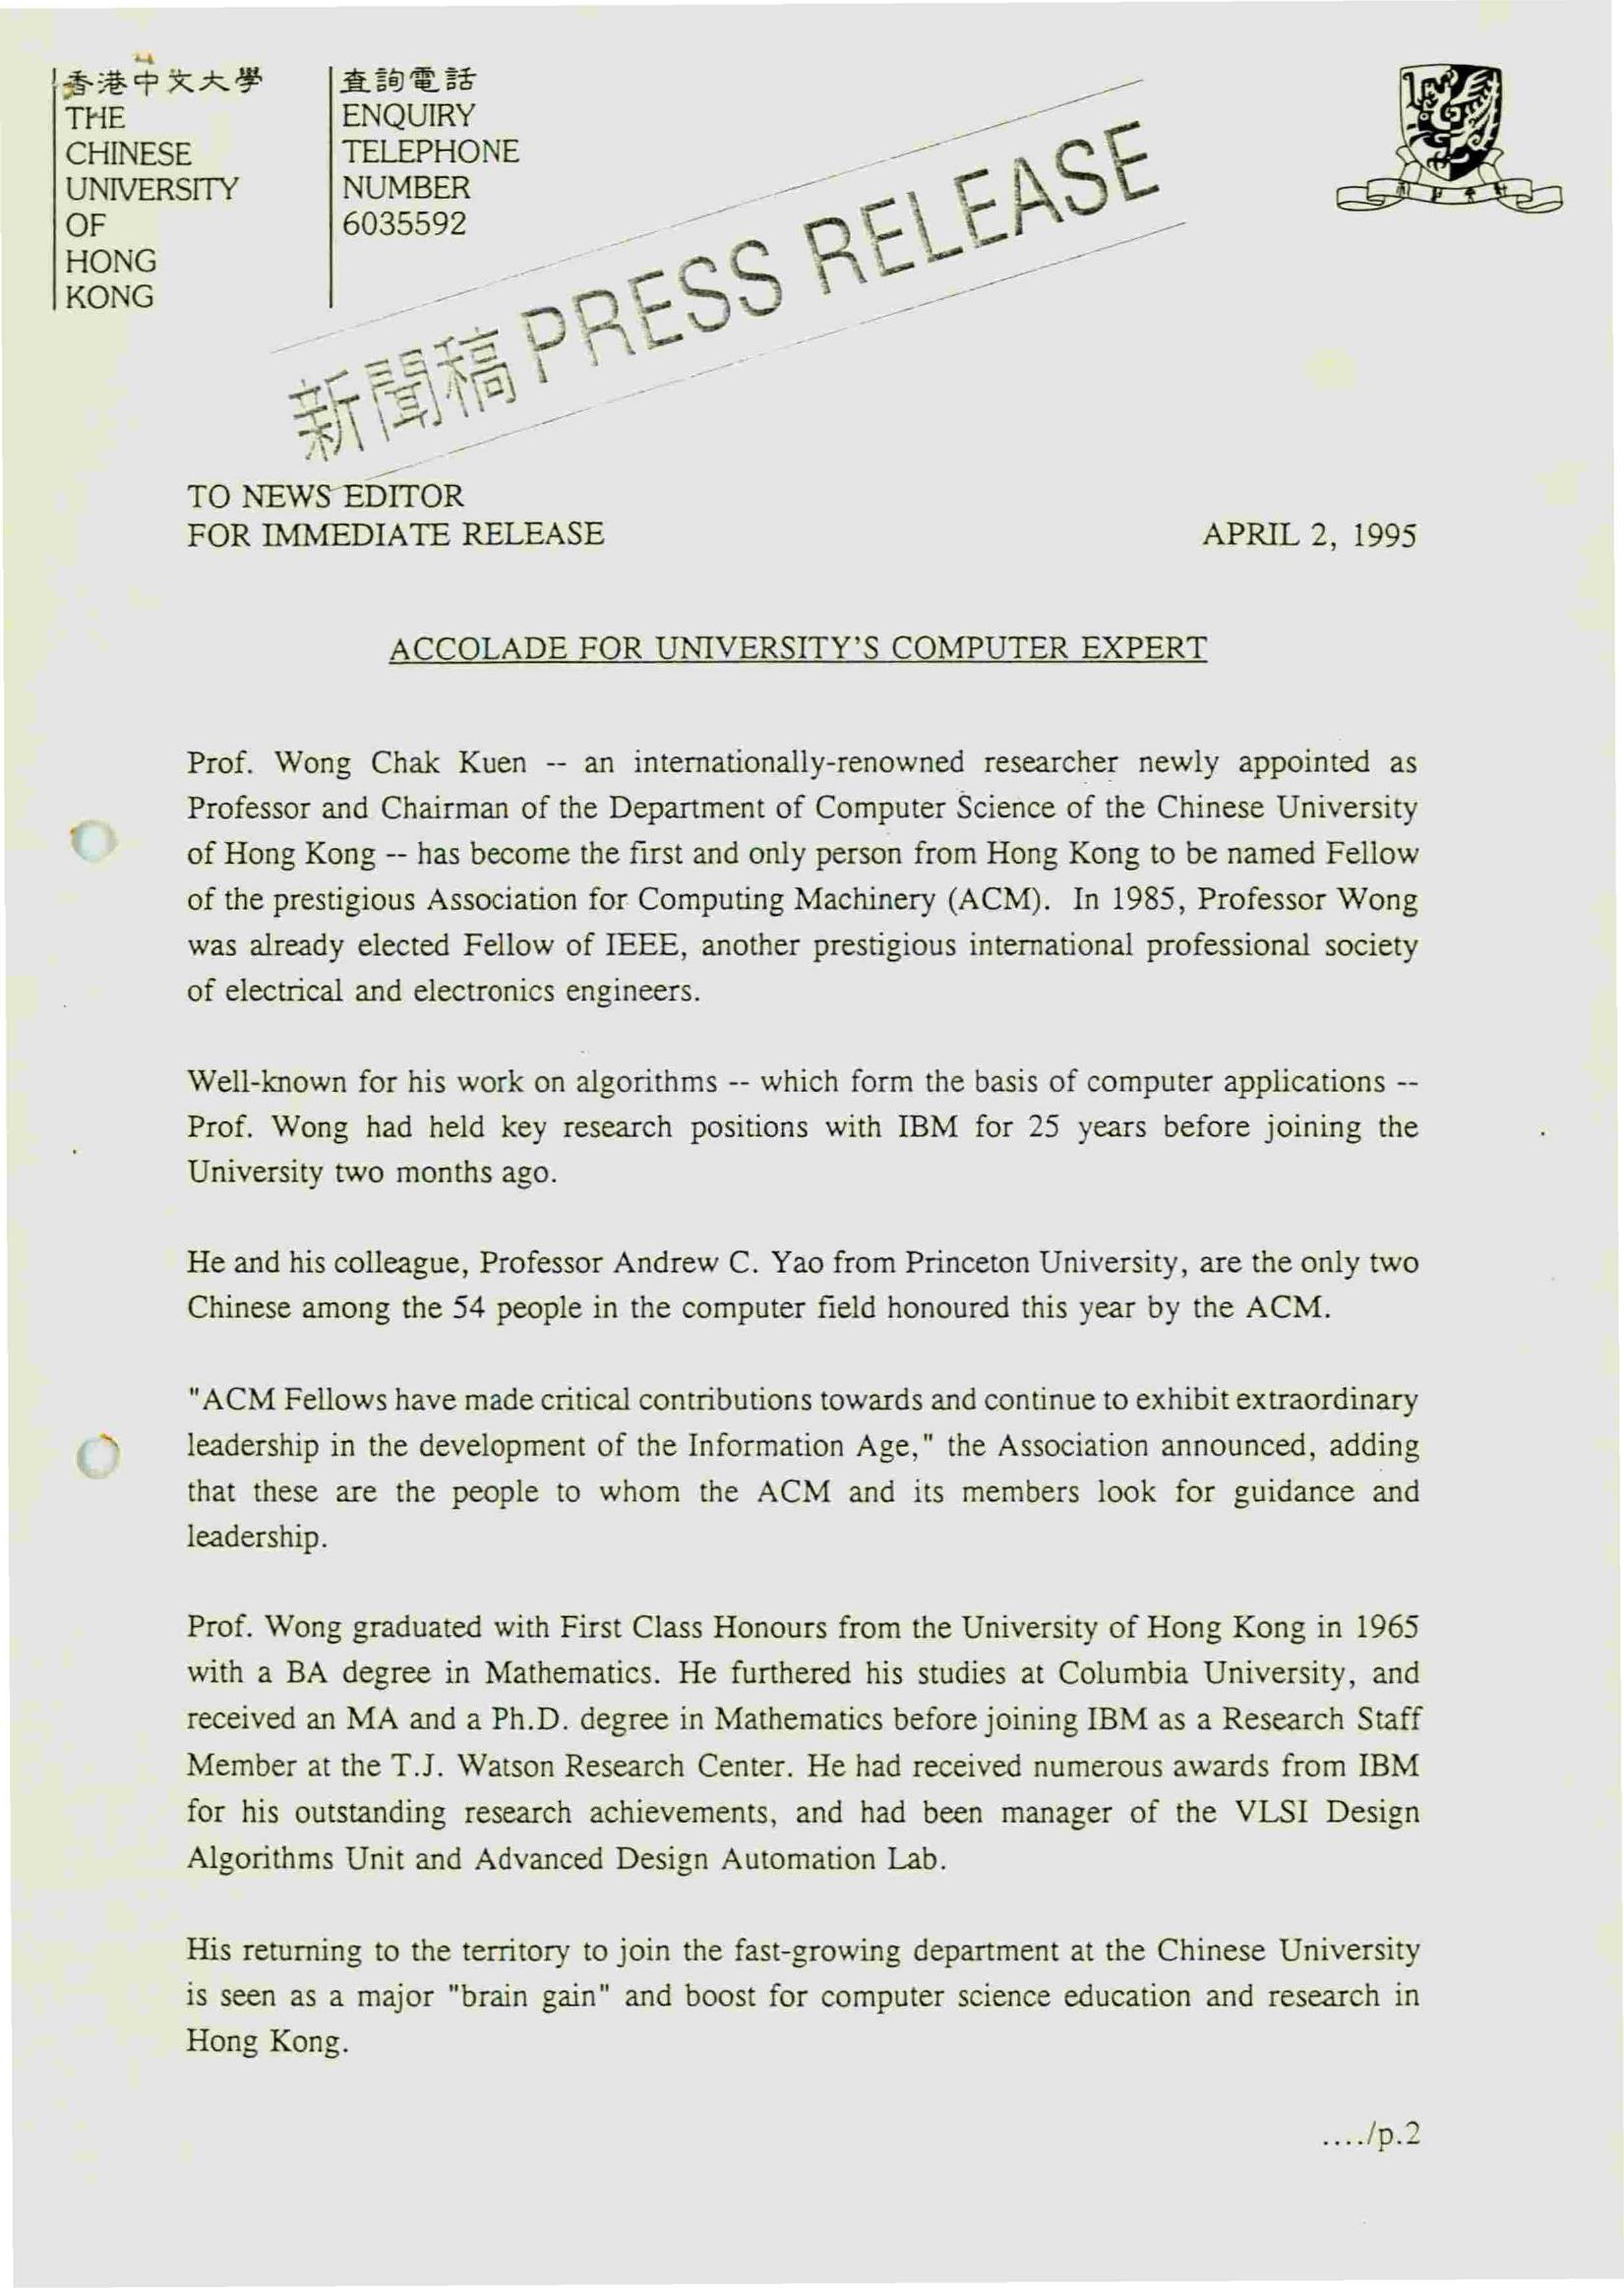 香港中文大學
THE
CHINESE
UNIVERSITY
OF
HONG
KONG
查詢電話
ENQUIRY
TELEPHONE
NUMBER
6035592
新聞稿 PRESS RELEASE
TO NEWS EDITOR
FOR IMMEDIATE RELEASE
APRIL 2, 1995
ACCOLADE FOR UNIVERSITY'S COMPUTER EXPERT
Prof. Wong Chak Kuen -- an internationally-renowned researcher newly appointed as
Professor and Chairman of the Department of Computer Science of the Chinese University
of Hong Kong -- has become the first and only person from Hong Kong to be named Fellow
of the prestigious Association for Computing Machinery (ACM). In 1985, Professor Wong
was already elected Fellow of IEEE, another prestigious international professional society
of electrical and electronics engineers.
Well-known for his work on algorithms -- which form the basis of computer applications --
Prof. Wong had held key research positions with IBM for 25 years before joining the
University two months ago.
He and his colleague, Professor Andrew C. Yao from Princeton University, are the only two
Chinese among the 54 people in the computer field honoured this year by the ACM.
"ACM Fellows have made critical contributions towards and continue to exhibit extraordinary
leadership in the development of the Information Age," the Association announced, adding
that these are the people to whom the ACM and its members look for guidance and
leadership.
Prof. Wong graduated with First Class Honours from the University of Hong Kong in 1965
with a BA degree in Mathematics. He furthered his studies at Columbia University, and
received an MA and a Ph.D. degree in Mathematics before joining IBM as a Research Staff
Member at the T.J. Watson Research Center. He had received numerous awards from IBM
for his outstanding research achievements, and had been manager of the VLSI Design
Algorithms Unit and Advanced Design Automation Lab.
His returning to the territory to join the fast-growing department at the Chinese University
is seen as a major "brain gain" and boost for computer science education and research in
Hong Kong.
..../p.2